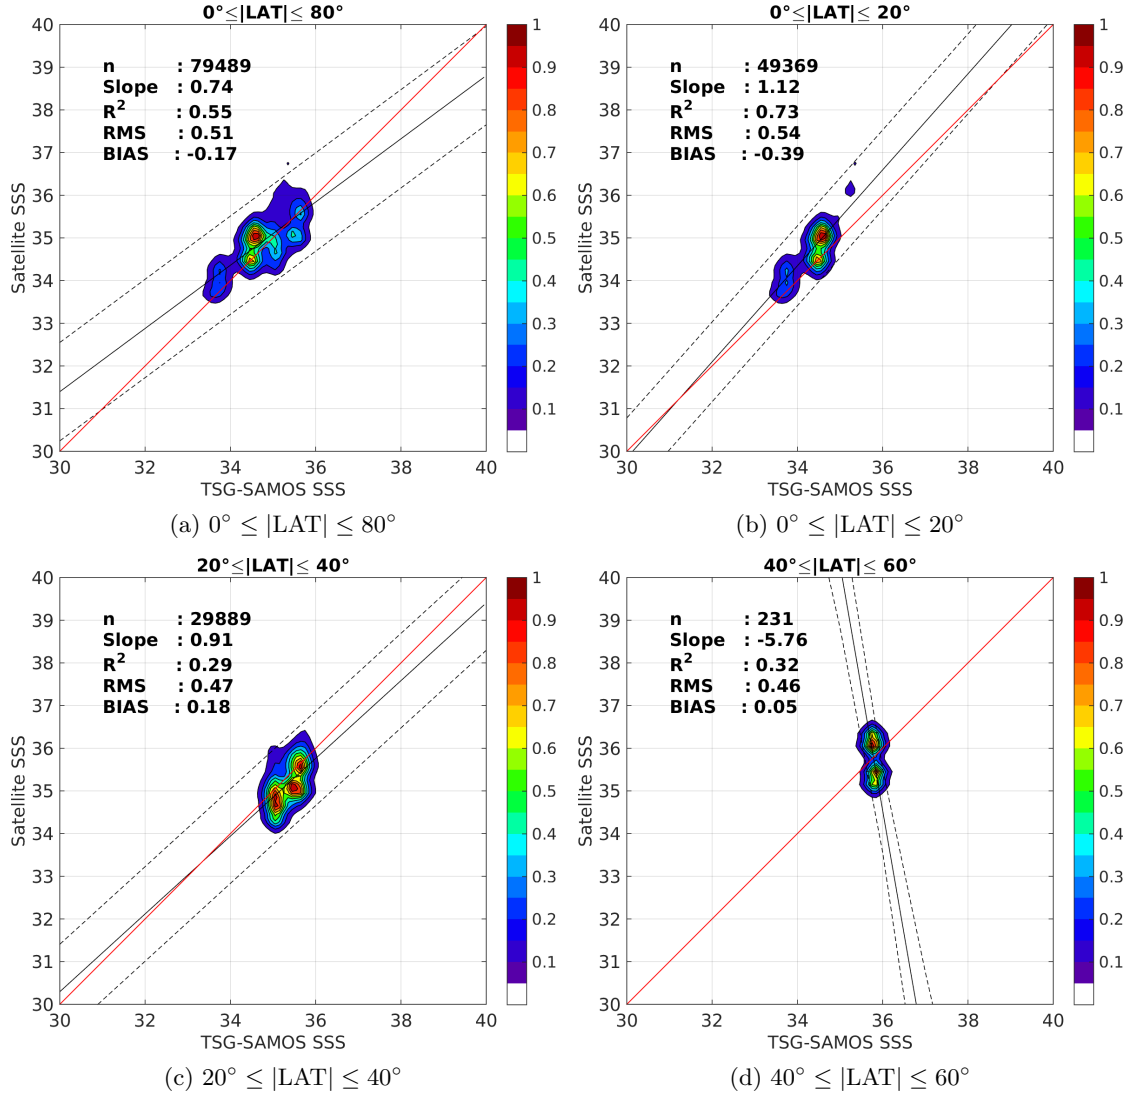 0°≤|LAT|≤ 80°
n : 79489
Slope : 0.74
R² : 0.55
RMS : 0.51
BIAS : -0.17
Satellite SSS
40
39
38
37
36
35
34
33
32
31
30
30 32 34 36 38 40
TSG-SAMOS SSS
1
0.9
0.8
0.7
0.6
0.5
0.4
0.3
0.2
0.1
(a) 0° ≤ |LAT| ≤ 80°
0°≤|LAT|≤ 20°
n : 49369
Slope : 1.12
R² : 0.73
RMS : 0.54
BIAS : -0.39
Satellite SSS
40
39
38
37
36
35
34
33
32
31
30
30 32 34 36 38 40
TSG-SAMOS SSS
1
0.9
0.8
0.7
0.6
0.5
0.4
0.3
0.2
0.1
(b) 0° ≤ |LAT| ≤ 20°
20°≤|LAT|≤ 40°
n : 29889
Slope : 0.91
R² : 0.29
RMS : 0.47
BIAS : 0.18
Satellite SSS
40
39
38
37
36
35
34
33
32
31
30
30 32 34 36 38 40
TSG-SAMOS SSS
1
0.9
0.8
0.7
0.6
0.5
0.4
0.3
0.2
0.1
(c) 20° ≤ |LAT| ≤ 40°
40°≤|LAT|≤ 60°
n : 231
Slope : -5.76
R² : 0.32
RMS : 0.46
BIAS : 0.05
Satellite SSS
40
39
38
37
36
35
34
33
32
31
30
30 32 34 36 38 40
TSG-SAMOS SSS
1
0.9
0.8
0.7
0.6
0.5
0.4
0.3
0.2
0.1
(d) 40° ≤ |LAT| ≤ 60°